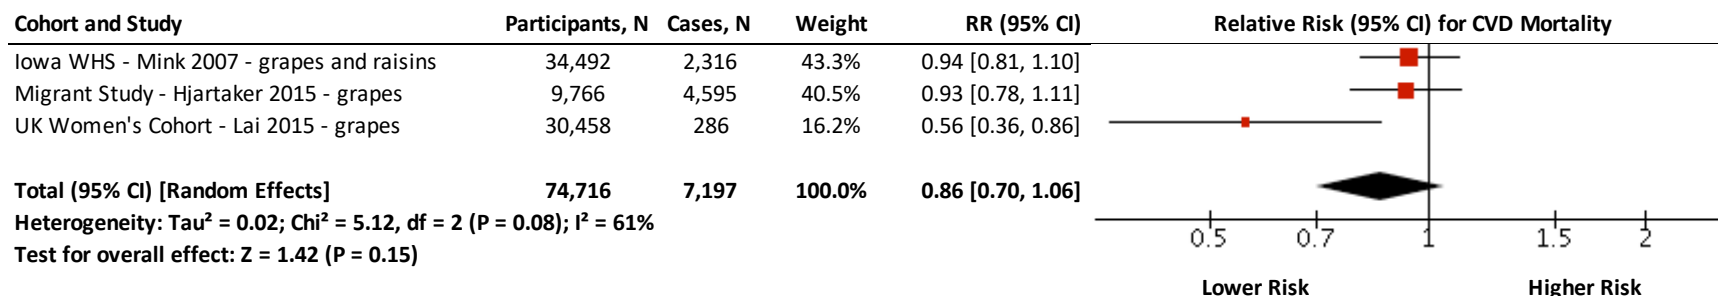 Cohort and Study Participants, N Cases, N Weight RR (95% CI) Relative Risk (95% CI) for CVD Mortality
Iowa WHS - Mink 2007 - grapes and raisins 34,492 2,316 43.3% 0.94 [0.81, 1.10]
Migrant Study - Hjartaker 2015 - grapes 9,766 4,595 40.5% 0.93 [0.78, 1.11]
UK Women's Cohort - Lai 2015 - grapes 30,458 286 16.2% 0.56 [0.36, 0.86]
Total (95% CI) [Random Effects] 74,716 7,197 100.0% 0.86 [0.70, 1.06]
Heterogeneity: Tau² = 0.02; Chi² = 5.12, df = 2 (P = 0.08); I² = 61%
Test for overall effect: Z = 1.42 (P = 0.15)
0.5 0.7 1 1.5 2
Lower Risk Higher Risk